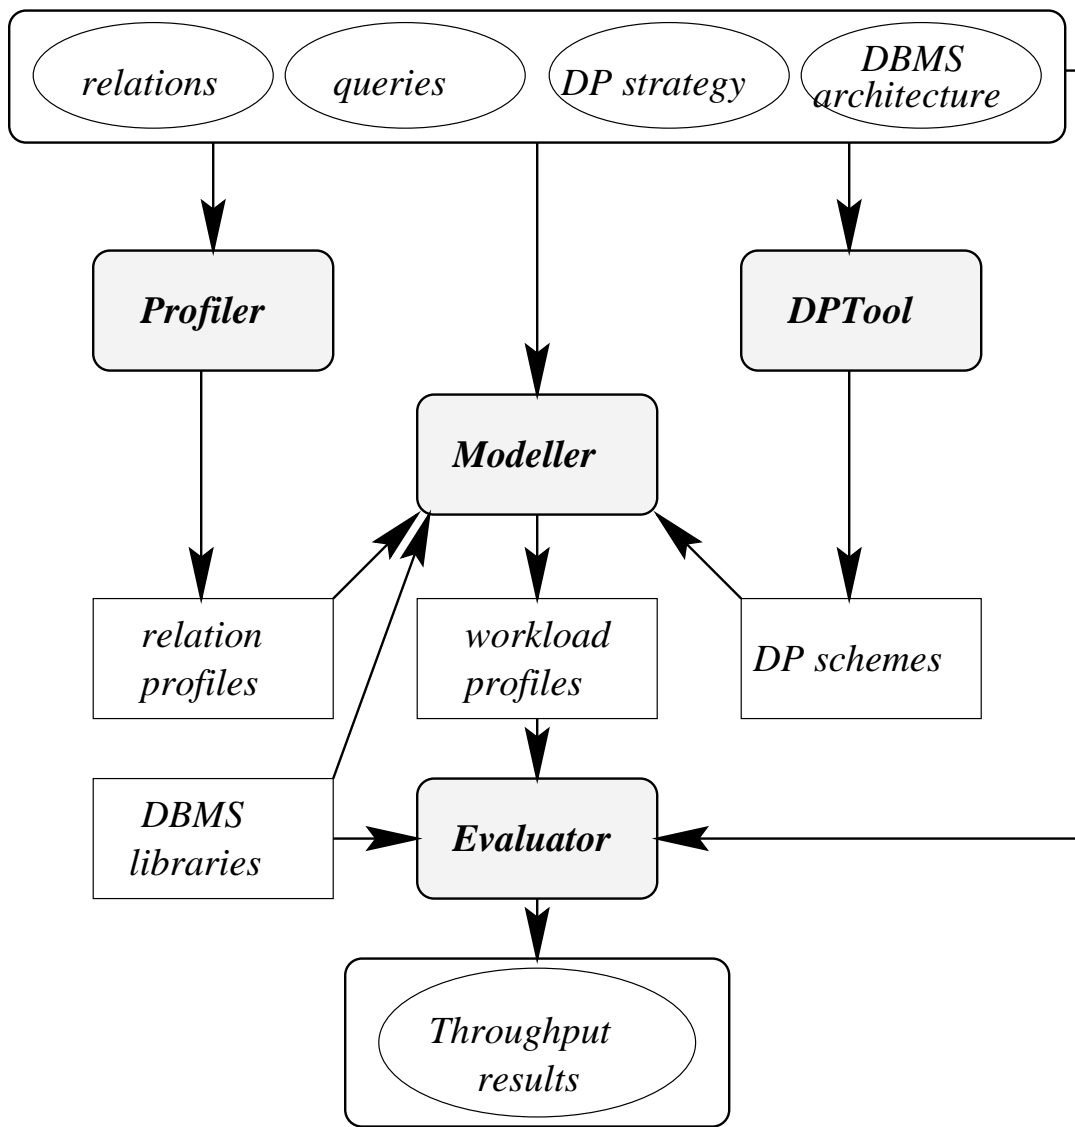 relations
queries
DP strategy
DBMS
architecture
Profiler
DPTool
Modeller
relation
profiles
workload
profiles
DP schemes
DBMS
libraries
Evaluator
Throughput
results